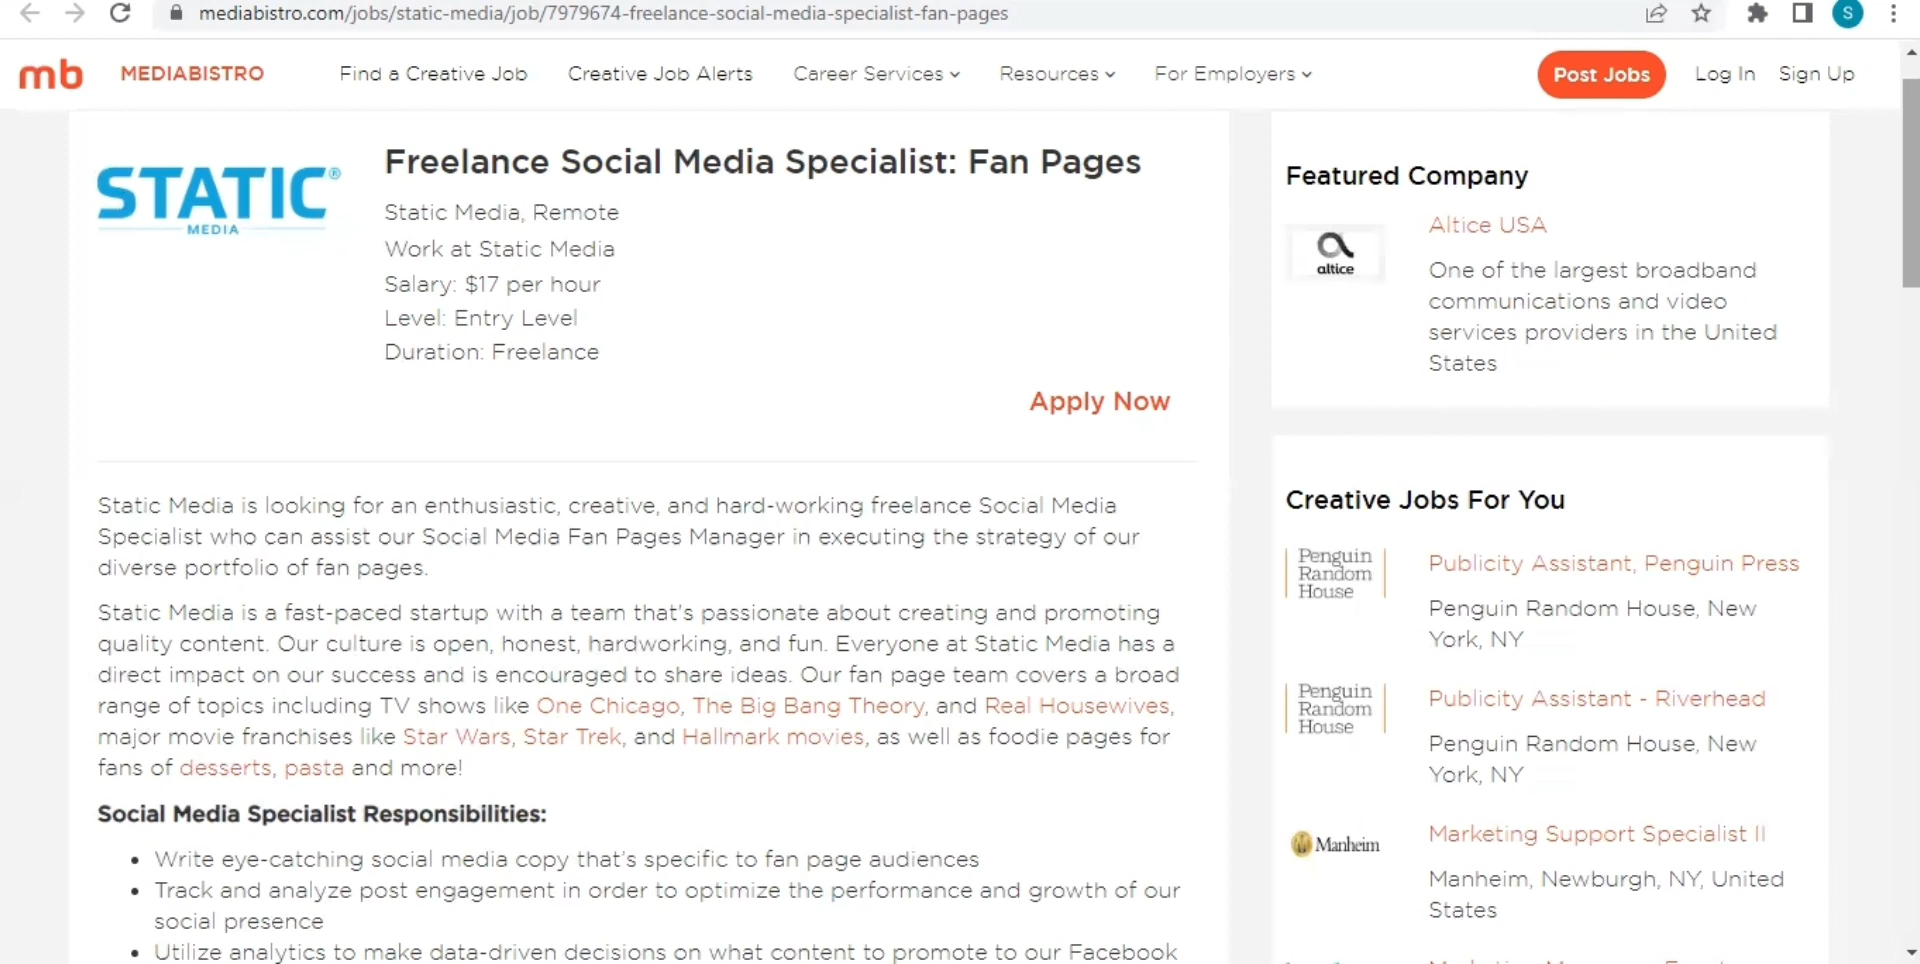 mediabistro.com/jobs/static-media/job/7979674-freelance-social-media-specialist-fan-pages
S
mb MEDIABISTRO Find a Creative Job Creative Job Alerts Career Services Resources For Employers Post Jobs Log In Sign Up
STATIC®
MEDIA
Freelance Social Media Specialist: Fan Pages
Static Media, Remote
Work at Static Media
Salary: $17 per hour
Level: Entry Level
Duration: Freelance
Apply Now
Static Media is looking for an enthusiastic, creative, and hard-working freelance Social Media
Specialist who can assist our Social Media Fan Pages Manager in executing the strategy of our
diverse portfolio of fan pages.
Static Media is a fast-paced startup with a team that's passionate about creating and promoting
quality content. Our culture is open, honest, hardworking, and fun. Everyone at Static Media has a
direct impact on our success and is encouraged to share ideas. Our fan page team covers a broad
range of topics including TV shows like One Chicago, The Big Bang Theory, and Real Housewives,
major movie franchises like Star Wars, Star Trek, and Hallmark movies, as well as foodie pages for
fans of desserts, pasta and more!
Social Media Specialist Responsibilities:
• Write eye-catching social media copy that's specific to fan page audiences
• Track and analyze post engagement in order to optimize the performance and growth of our
social presence
• Utilize analytics to make data-driven decisions on what content to promote to our Facebook
Featured Company
altice
Altice USA
One of the largest broadband
communications and video
services providers in the United
States
Creative Jobs For You
Penguin
Random
House
Publicity Assistant, Penguin Press
Penguin Random House, New
York, NY
Penguin
Random
House
Publicity Assistant - Riverhead
Penguin Random House, New
York, NY
Manheim
Marketing Support Specialist II
Manheim, Newburgh, NY, United
States